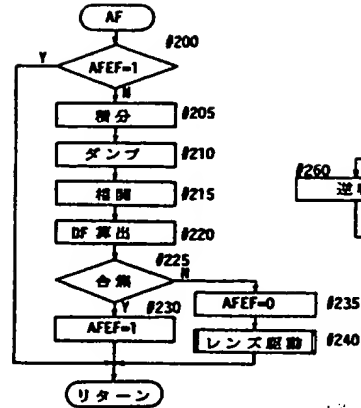 AF
#200
Y
AFEF=1
N
積分 #205
ダンプ #210
相関 #215
#260
DF 算出 #220
#225
合焦
N
Y
#230
AFEF=0 #235
AFEF=1
レンズ駆動 #240
リターン